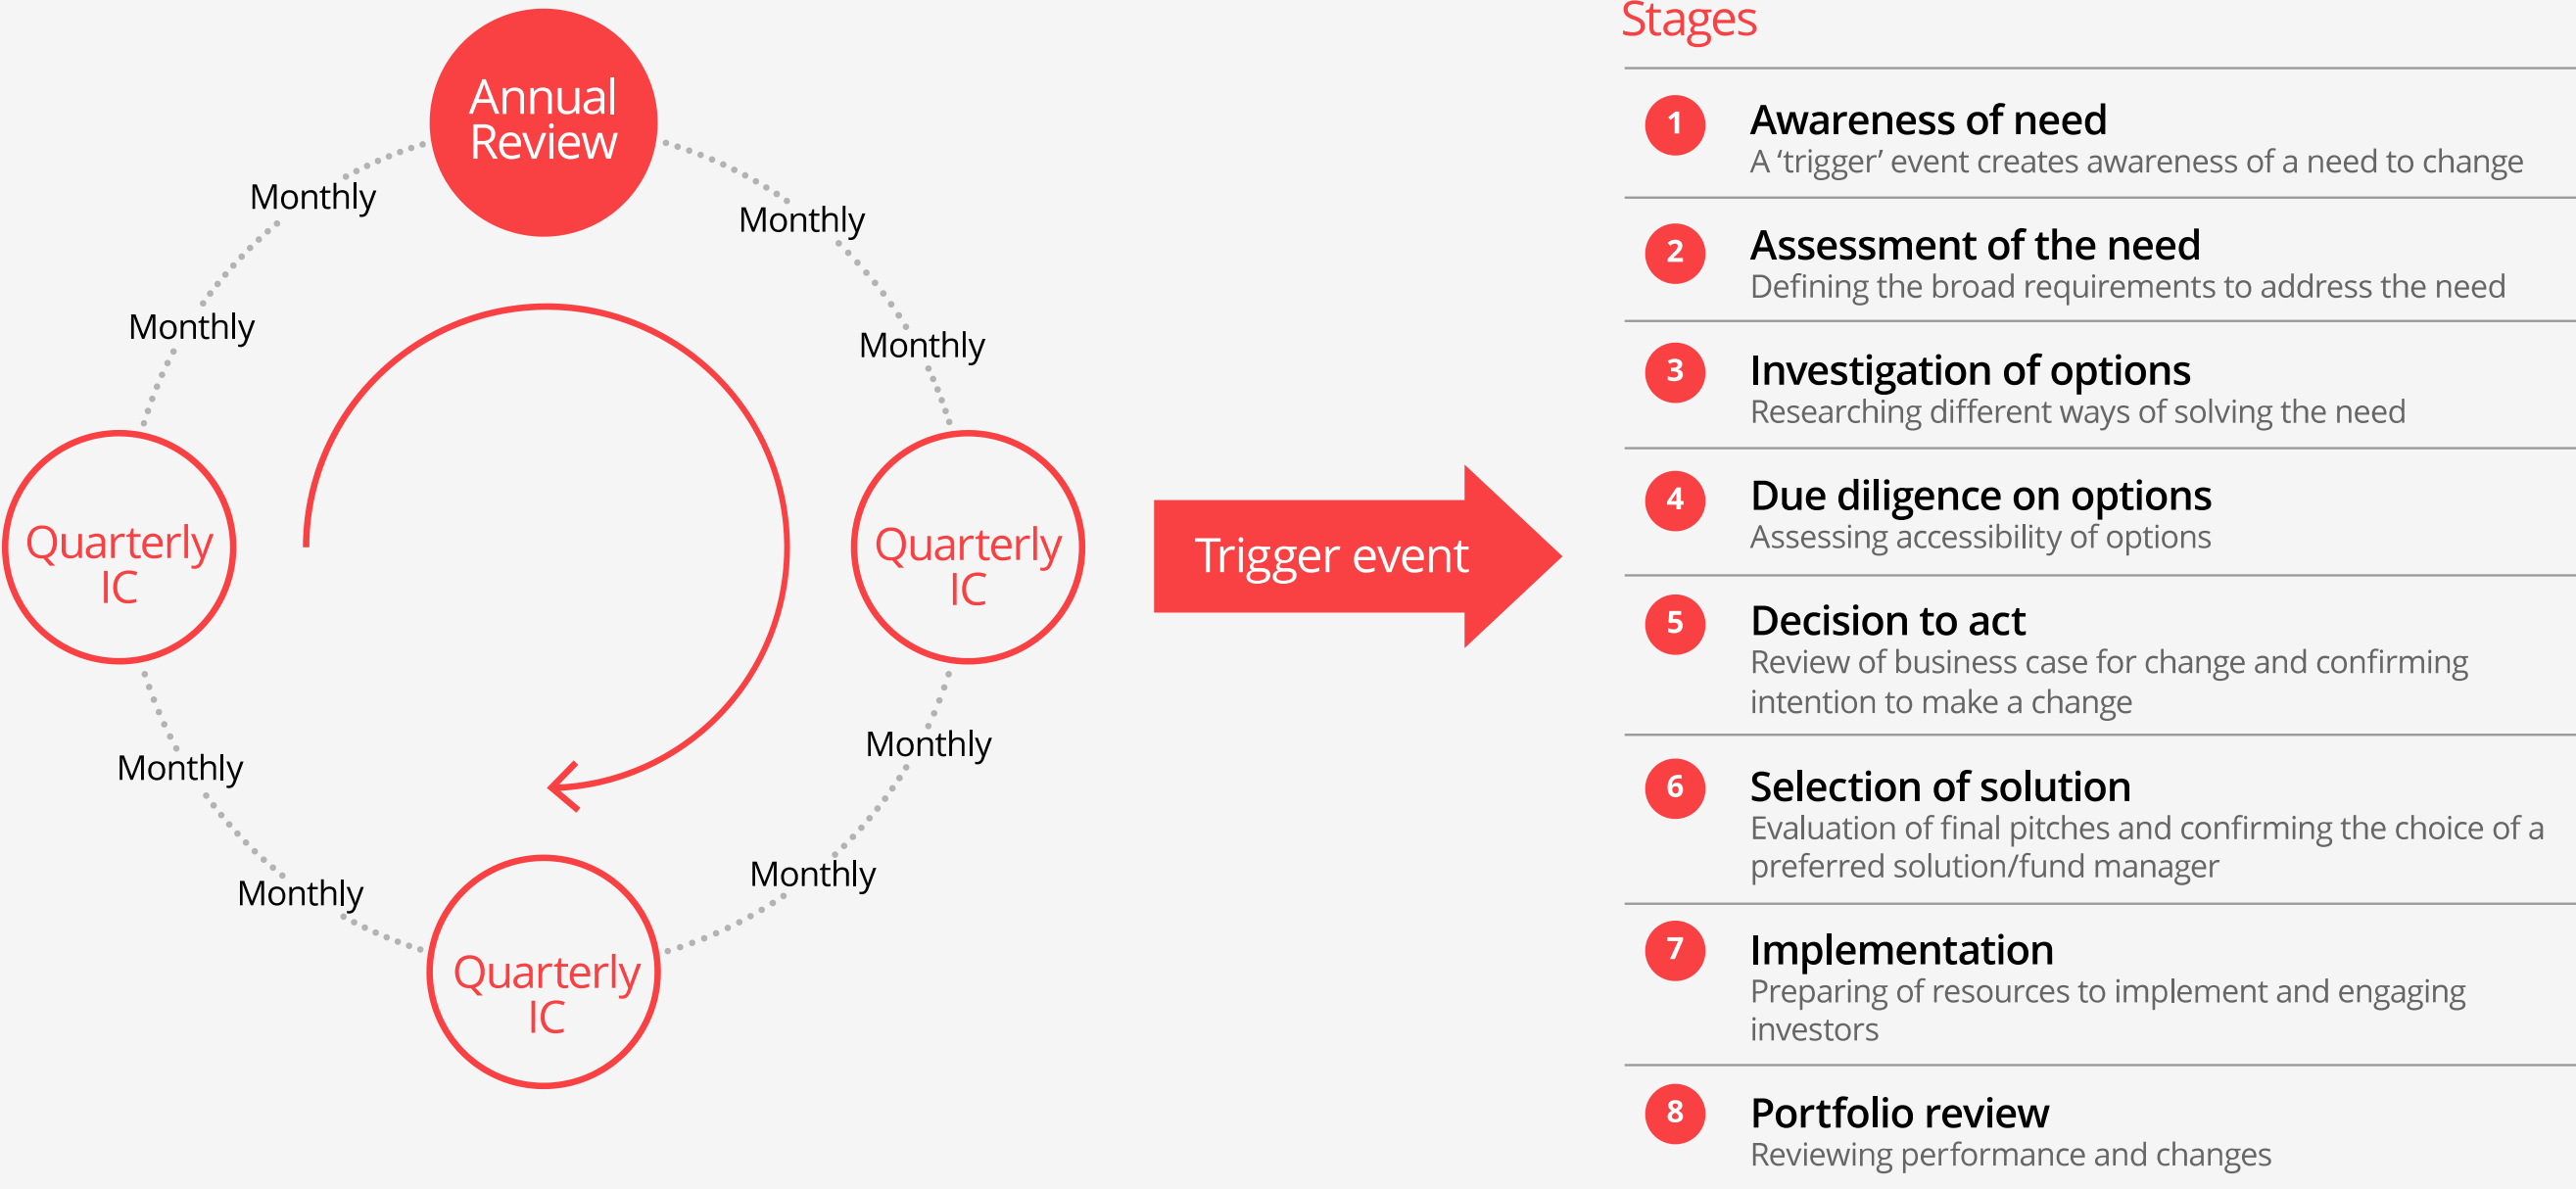 Annual
Review
Monthly
Monthly
Quarterly
IC
Monthly
Monthly
Quarterly
IC
Monthly
Monthly
Quarterly
IC
Monthly
Monthly
Trigger event
Stages
1
Awareness of need
A ‘trigger’ event creates awareness of a need to change
2
Assessment of the need
Defining the broad requirements to address the need
3
Investigation of options
Researching different ways of solving the need
4
Due diligence on options
Assessing accessibility of options
5
Decision to act
Review of business case for change and confirming
intention to make a change
6
Selection of solution
Evaluation of final pitches and confirming the choice of a
preferred solution/fund manager
7
Implementation
Preparing of resources to implement and engaging
investors
8
Portfolio review
Reviewing performance and changes